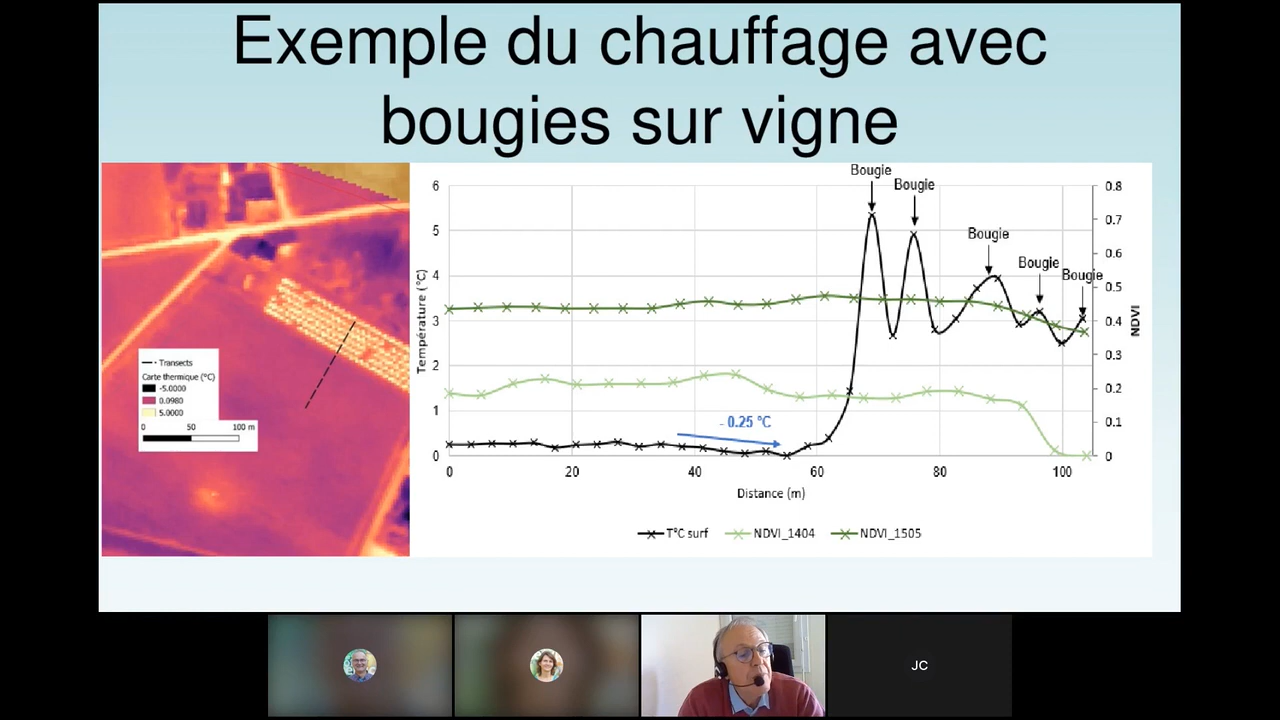 Exemple du chauffage avec
bougies sur vigne
Transects
Carte thermique (°C)
-5.0000
0.0980
5.0000
0 50 100 m
Bougie
Bougie
Bougie
Bougie
Bougie
6
5
4
3
2
1
0
Température (°C)
0.8
0.7
0.6
0.5
0.4
0.3
0.2
0.1
0
NDVI
- 0.25 °C
0 20 40 60 80 100
Distance (m)
T°C surf NDVI_1404 NDVI_1505
JC